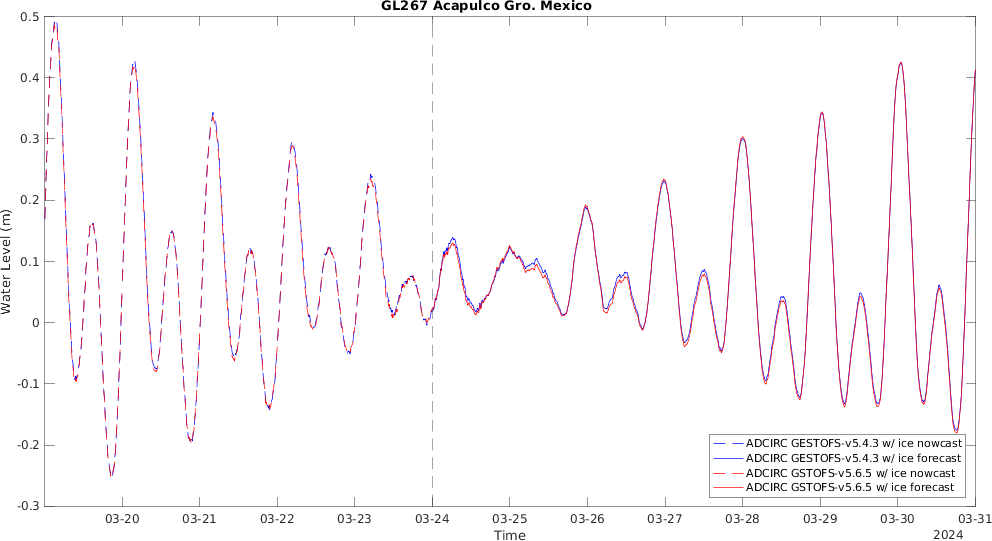 GL267 Acapulco Gro. Mexico
0.5
0.4
0.3
0.2
0.1
0
-0.1
-0.2
-0.3
Water Level (m)
03-20 03-21 03-22 03-23 03-24 03-25 03-26 03-27 03-28 03-29 03-30 03-31
Time
2024
ADCIRC GESTOFS-v5.4.3 w/ ice nowcast
ADCIRC GESTOFS-v5.4.3 w/ ice forecast
ADCIRC GSTOFS-v5.6.5 w/ ice nowcast
ADCIRC GSTOFS-v5.6.5 w/ ice forecast